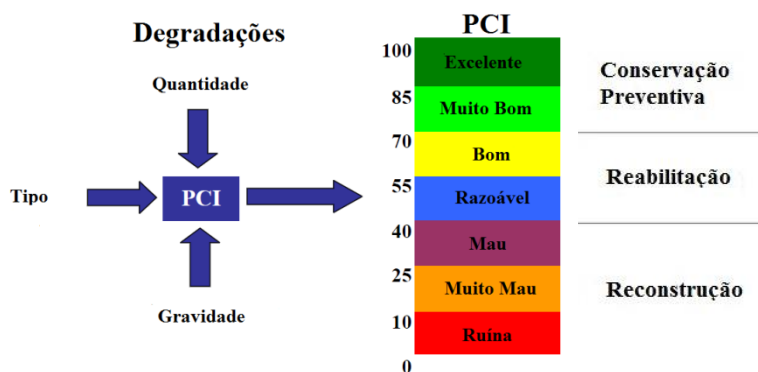 Degradações
Quantidade
Tipo
PCI
Gravidade
PCI
100
Excelente
85
Muito Bom
70
Bom
55
Razoável
40
Mau
25
Muito Mau
10
Ruína
0
Conservação
Preventiva
Reabilitação
Reconstrução